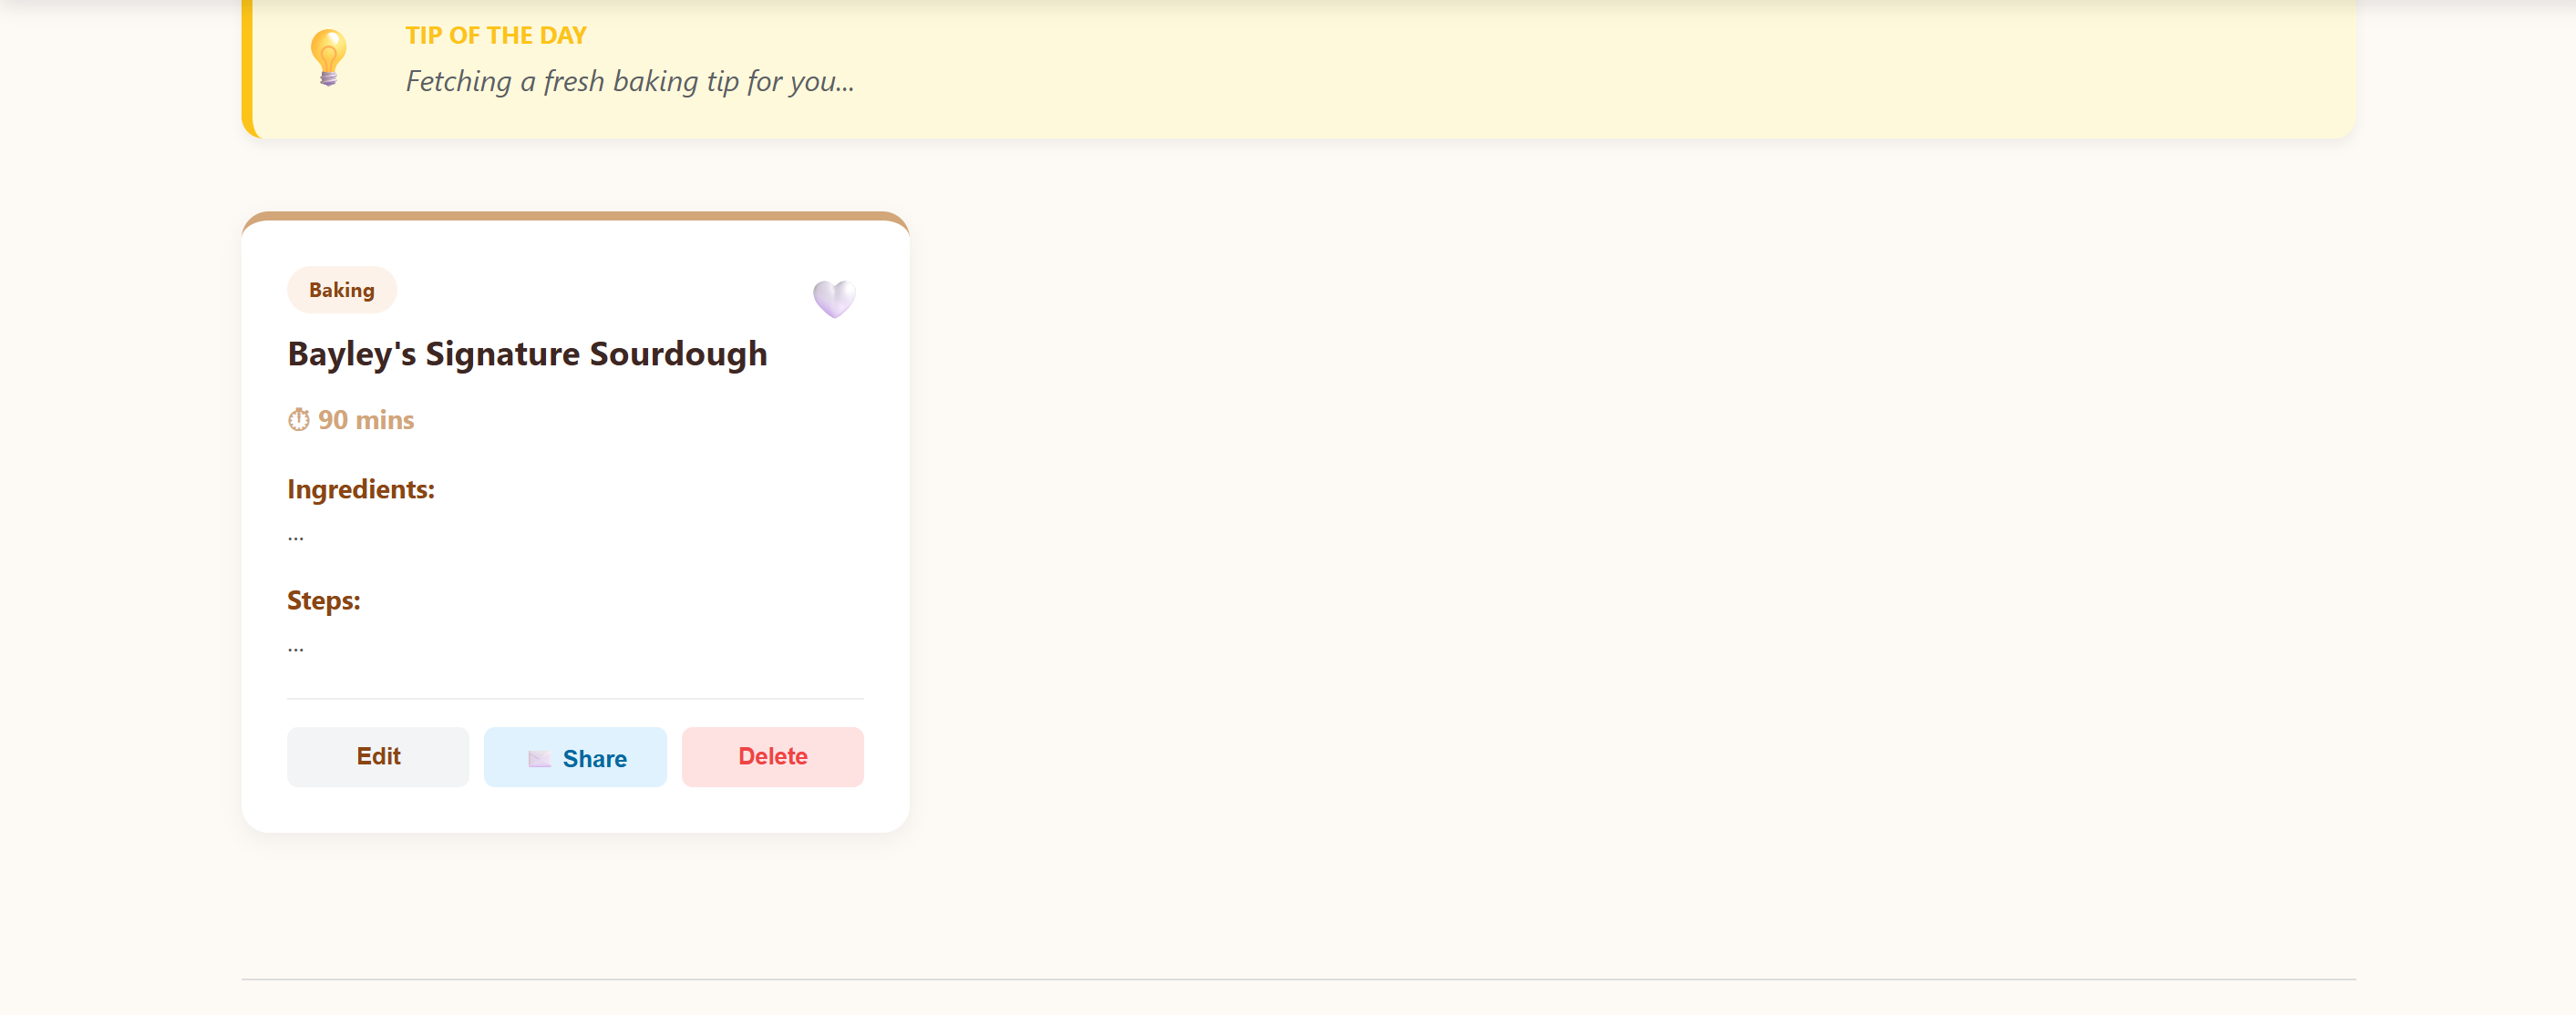 TIP OF THE DAY
Fetching a fresh baking tip for you...
Baking
Bayley's Signature Sourdough
⏱ 90 mins
Ingredients:
...
Steps:
...
Edit
Share
Delete